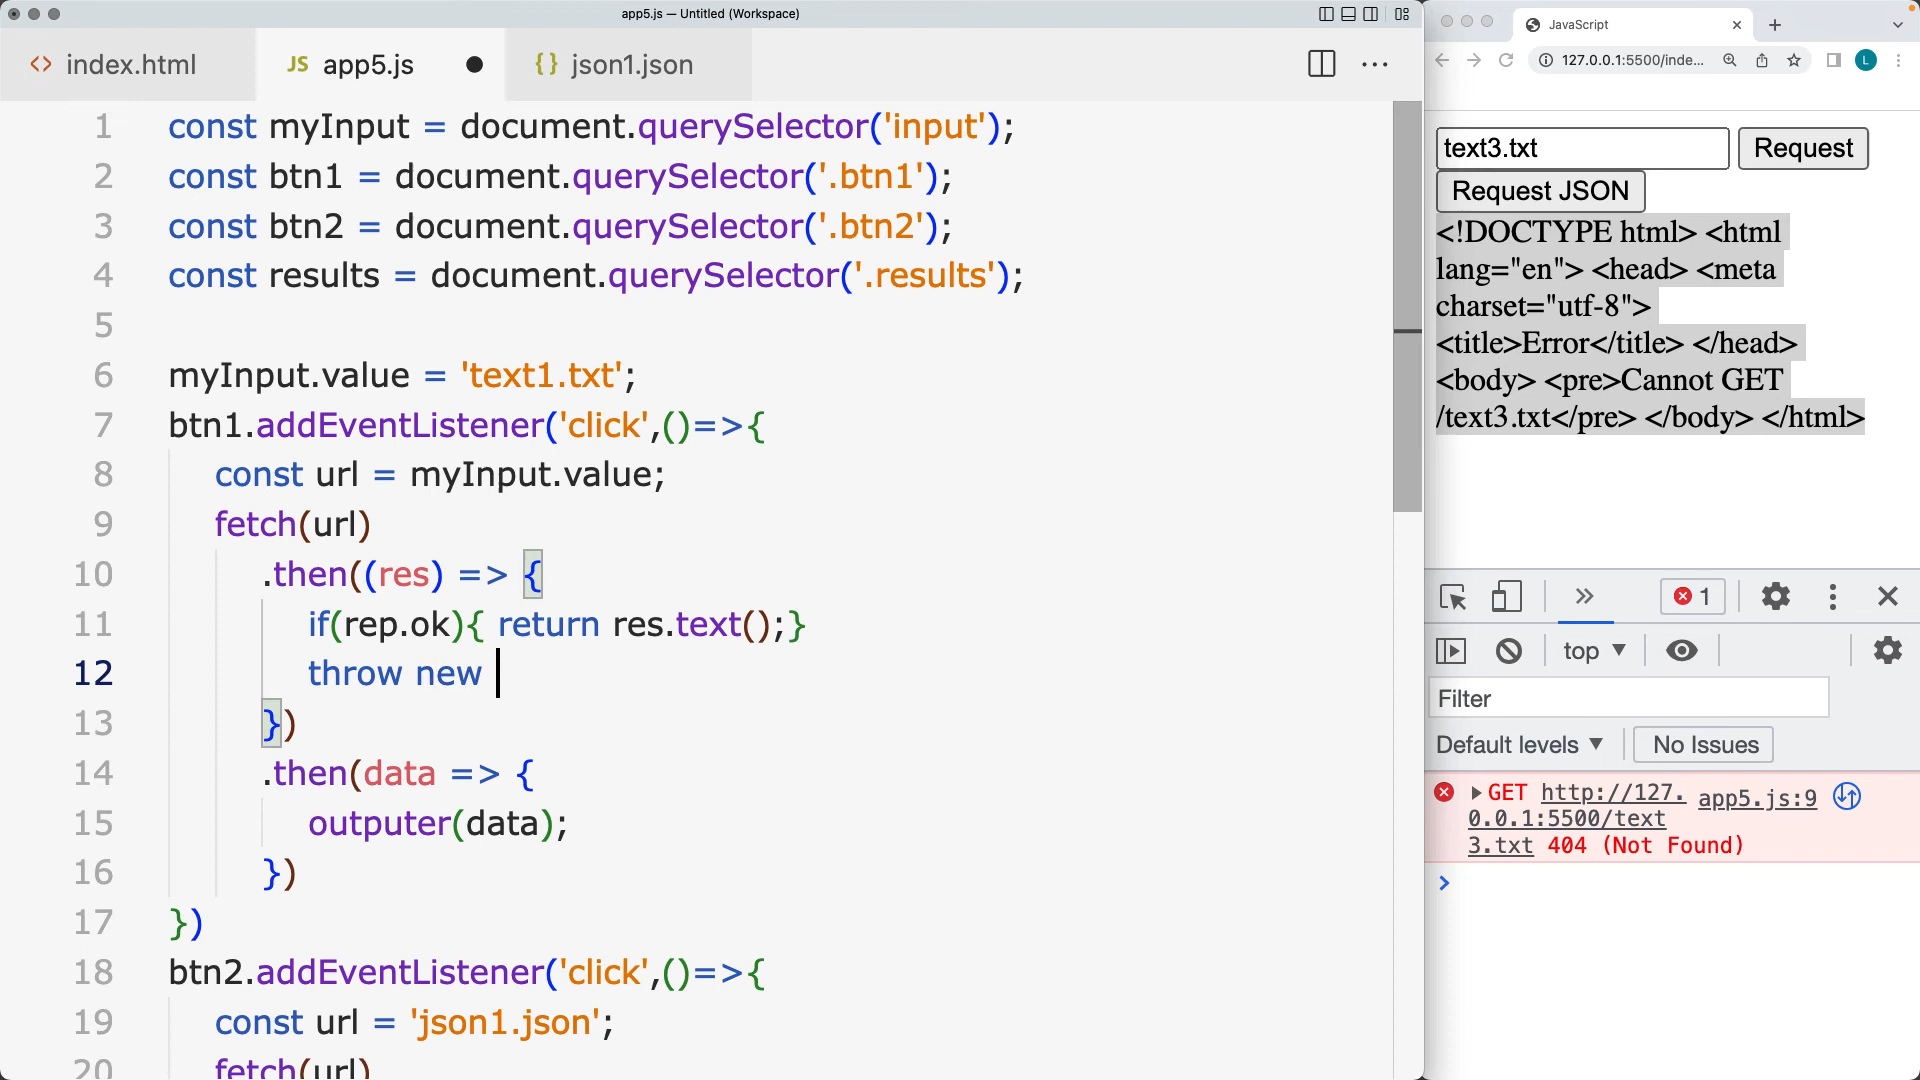 app5.js — Untitled (Workspace)
<> index.html
JS app5.js
{ } json1.json
1 const myInput = document.querySelector('input');
2 const btn1 = document.querySelector('.btn1');
3 const btn2 = document.querySelector('.btn2');
4 const results = document.querySelector('.results');
5
6 myInput.value = 'text1.txt';
7 btn1.addEventListener('click',()=>{
8 const url = myInput.value;
9 fetch(url)
10 .then((res) => {
11 if(rep.ok){ return res.text();}
12 throw new
13 })
14 .then(data => {
15 outputer(data);
16 })
17 })
18 btn2.addEventListener('click',()=>{
19 const url = 'json1.json';
20 fetch(url)
JavaScript
127.0.0.1:5500/inde...
L
text3.txt
Request
Request JSON
<!DOCTYPE html> <html
lang="en"> <head> <meta
charset="utf-8">
<title>Error</title> </head>
<body> <pre>Cannot GET
/text3.txt</pre> </body> </html>
1
top
Filter
Default levels
No Issues
GET http://127. app5.js:9
0.0.1:5500/text
3.txt 404 (Not Found)